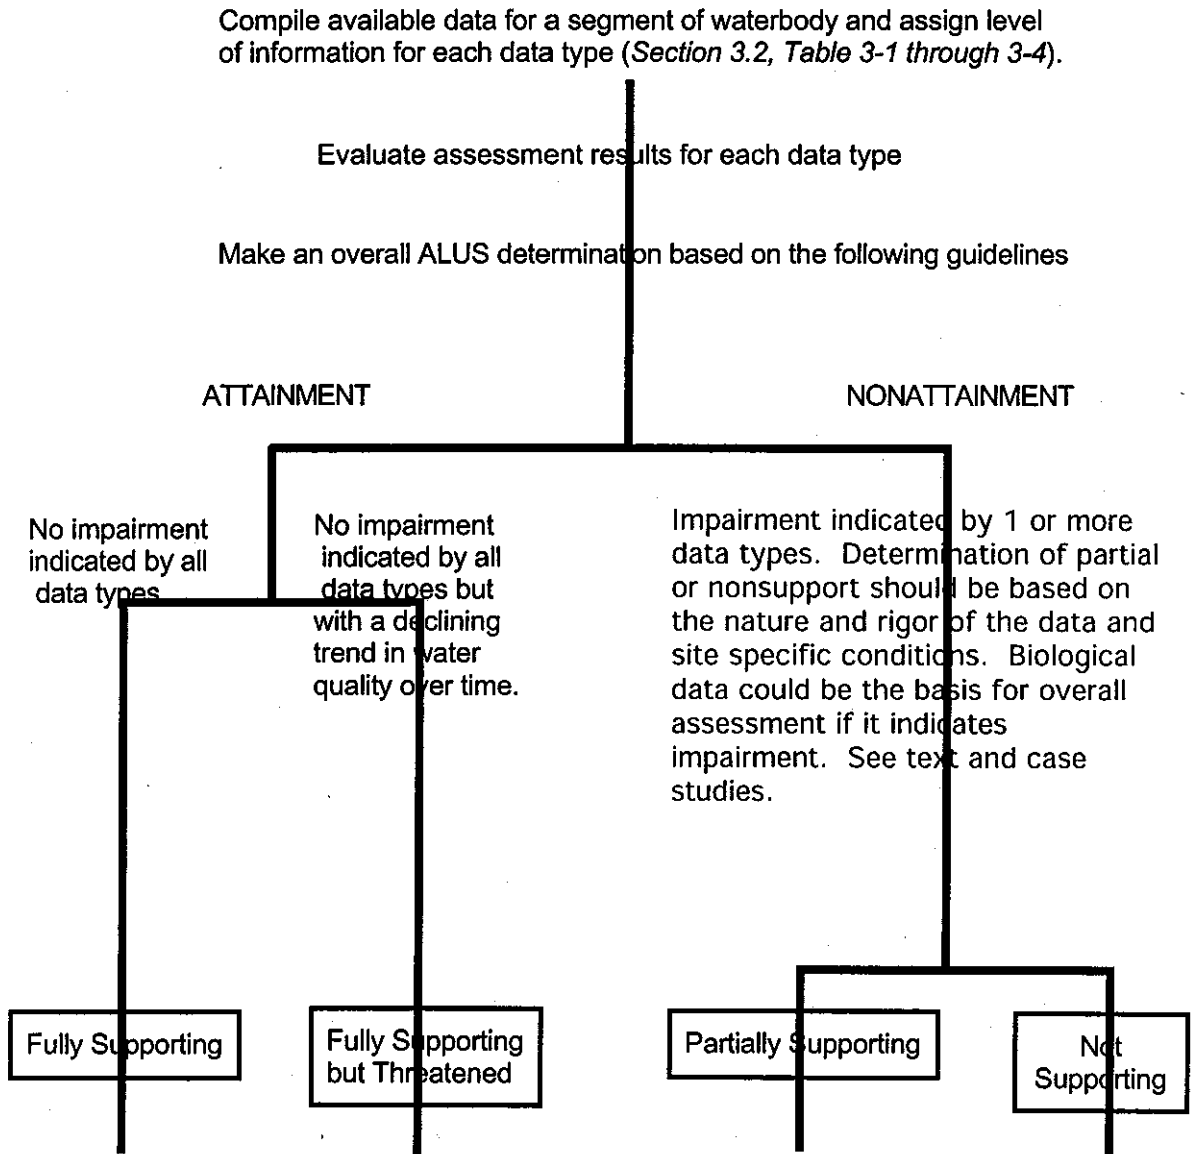 Compile available data for a segment of waterbody and assign level
of information for each data type (Section 3.2, Table 3-1 through 3-4).
Evaluate assessment results for each data type
Make an overall ALUS determination based on the following guidelines
ATTAINMENT
NONATTAINMENT
No impairment
indicated by all
data types
No impairment
indicated by all
data types but
with a declining
trend in water
quality over time.
Impairment indicated by 1 or more
data types. Determination of partial
or nonsupport should be based on
the nature and rigor of the data and
site specific conditions. Biological
data could be the basis for overall
assessment if it indicates
impairment. See text and case
studies.
Fully Supporting
Fully Supporting
but Threatened
Partially Supporting
Not
Supporting